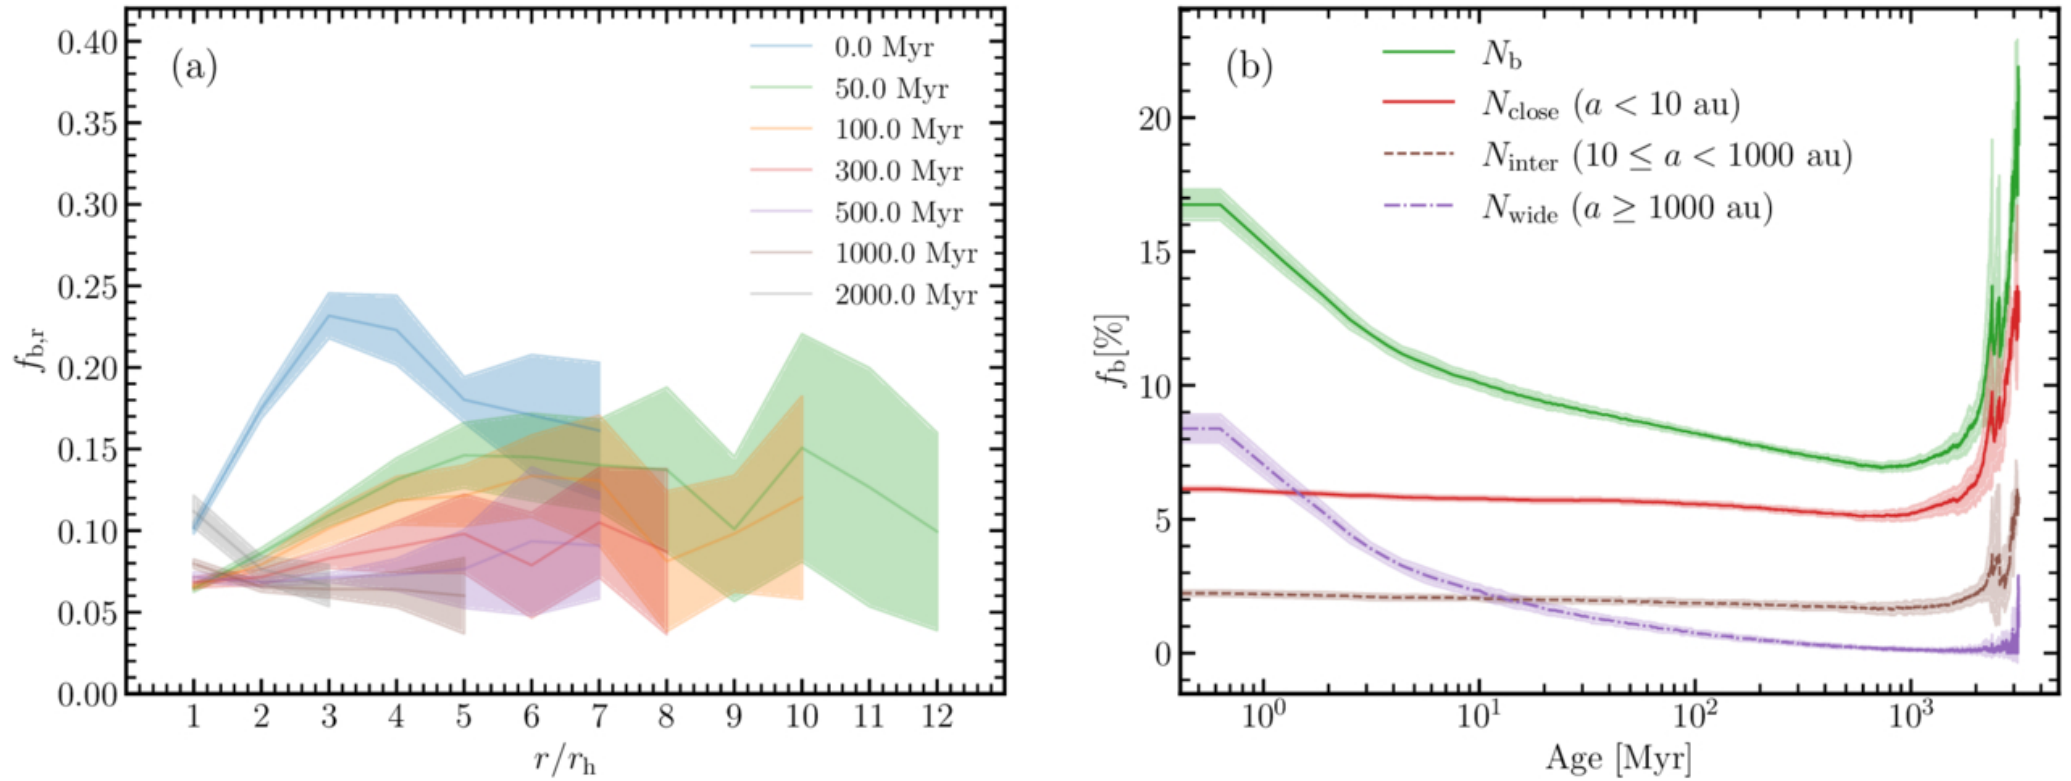 (a)
0.0 Myr
50.0 Myr
100.0 Myr
300.0 Myr
500.0 Myr
1000.0 Myr
2000.0 Myr
0.40
0.35
0.30
0.25
0.20
0.15
0.10
0.05
0.00
f_b,r
1 2 3 4 5 6 7 8 9 10 11 12
r/r_h
(b)
N_b
N_close (a < 10 au)
N_inter (10 ≤ a < 1000 au)
N_wide (a ≥ 1000 au)
20
15
10
5
0
f_b[%]
10^0 10^1 10^2 10^3
Age [Myr]